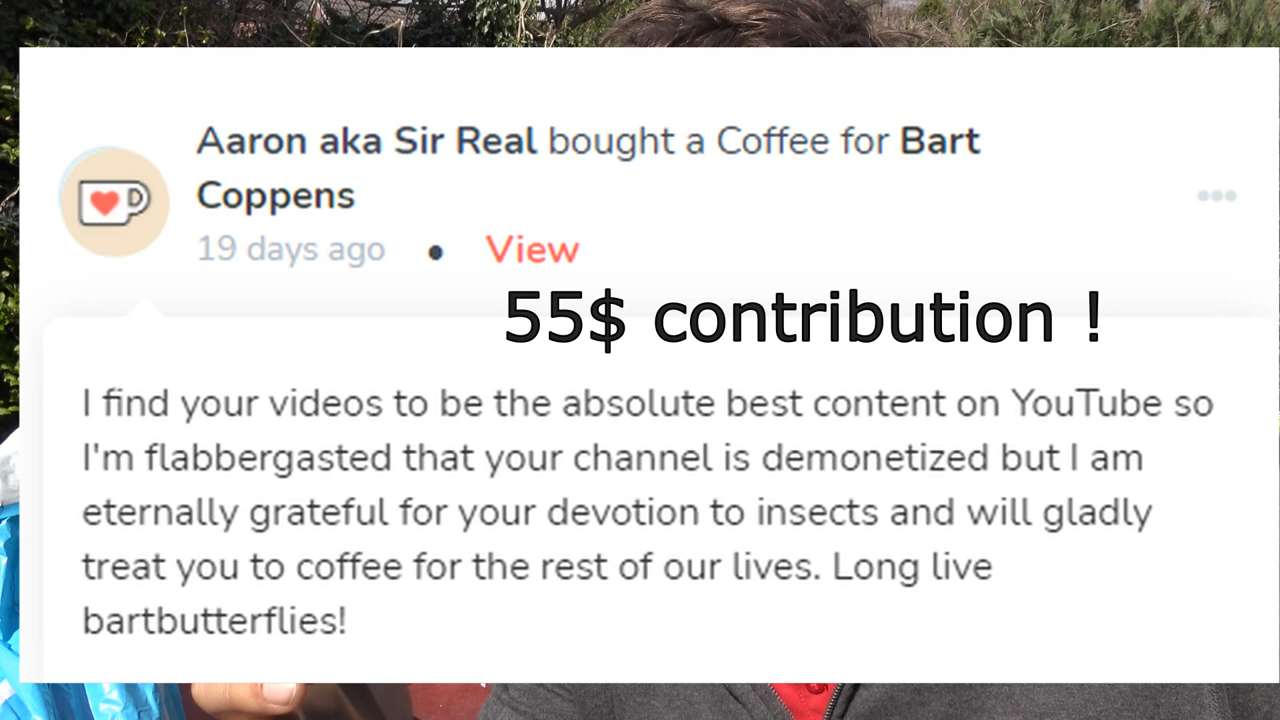 Aaron aka Sir Real bought a Coffee for Bart
Coppens
19 days ago • View
55$ contribution !
I find your videos to be the absolute best content on YouTube so
I'm flabbergasted that your channel is demonetized but I am
eternally grateful for your devotion to insects and will gladly
treat you to coffee for the rest of our lives. Long live
bartbutterflies!